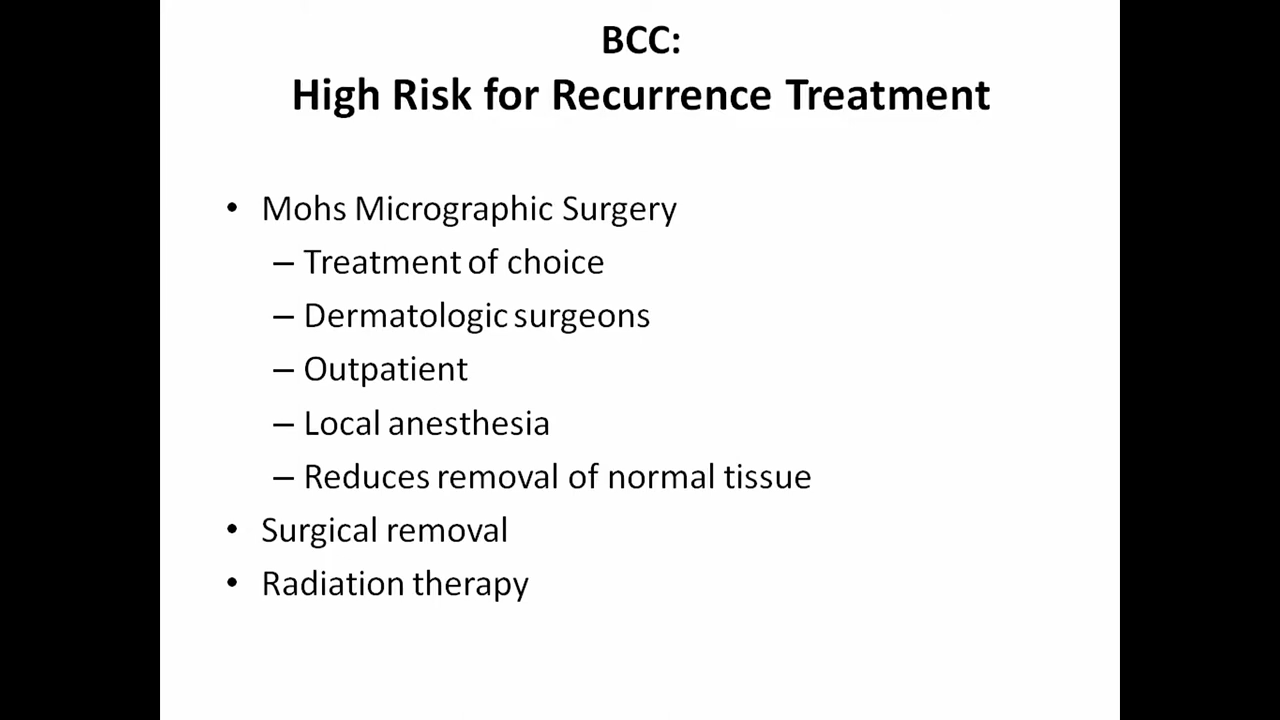 BCC:
High Risk for Recurrence Treatment
• Mohs Micrographic Surgery
– Treatment of choice
– Dermatologic surgeons
– Outpatient
– Local anesthesia
– Reduces removal of normal tissue
• Surgical removal
• Radiation therapy